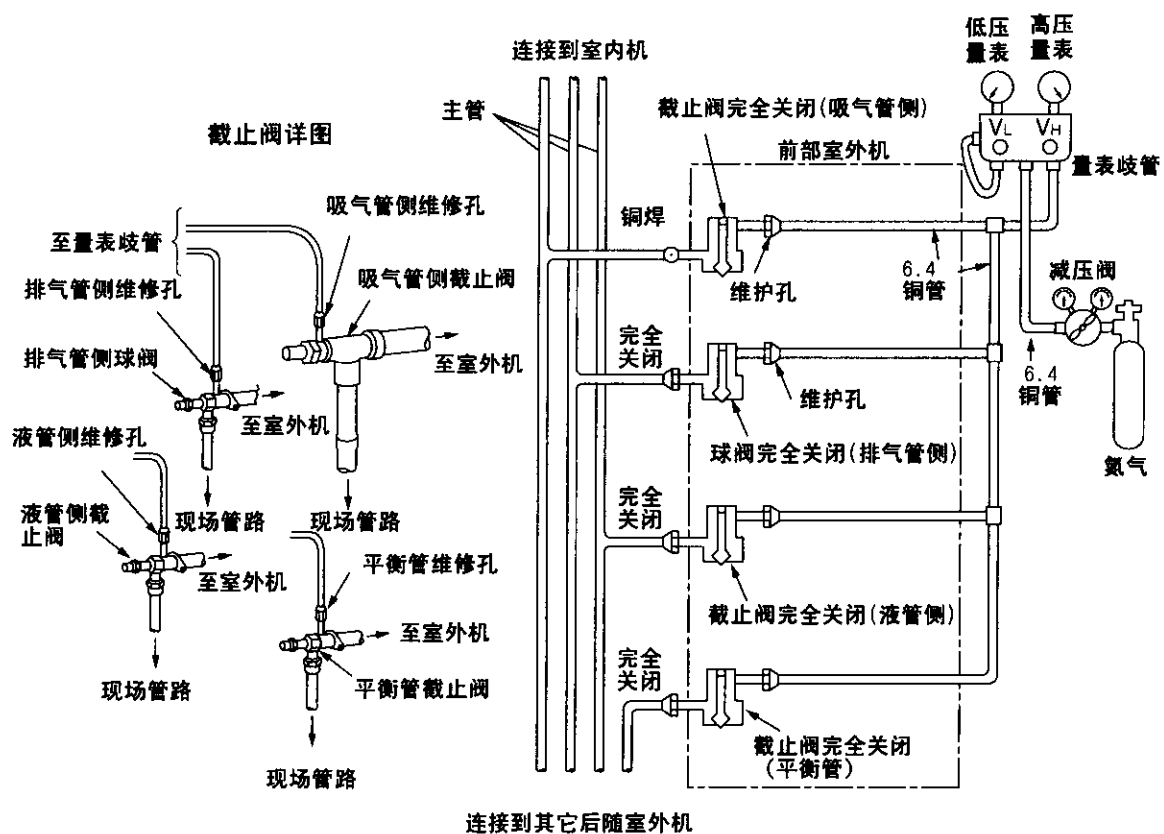 连接到室内机
低压
量表
高压
量表
主管
截止阀完全关闭(吸气管侧)
截止阀详图
前部室外机
VL
VH
量表歧管
吸气管侧维修孔
铜焊
至量表歧管
吸气管侧截止阀
排气管侧维修孔
维护孔
6.4
铜管
减压阀
完全
关闭
排气管侧球阀
至室外机
至室外机
维护孔
6.4
铜管
液管侧维修孔
球阀完全关闭(排气管侧)
氮气
完全
关闭
液管侧截
止阀
现场管路
现场管路
平衡管维修孔
至室外机
截止阀完全关闭(液管侧)
至室外机
完全
关闭
现场管路
平衡管截止阀
截止阀完全关闭
(平衡管)
现场管路
连接到其它后随室外机